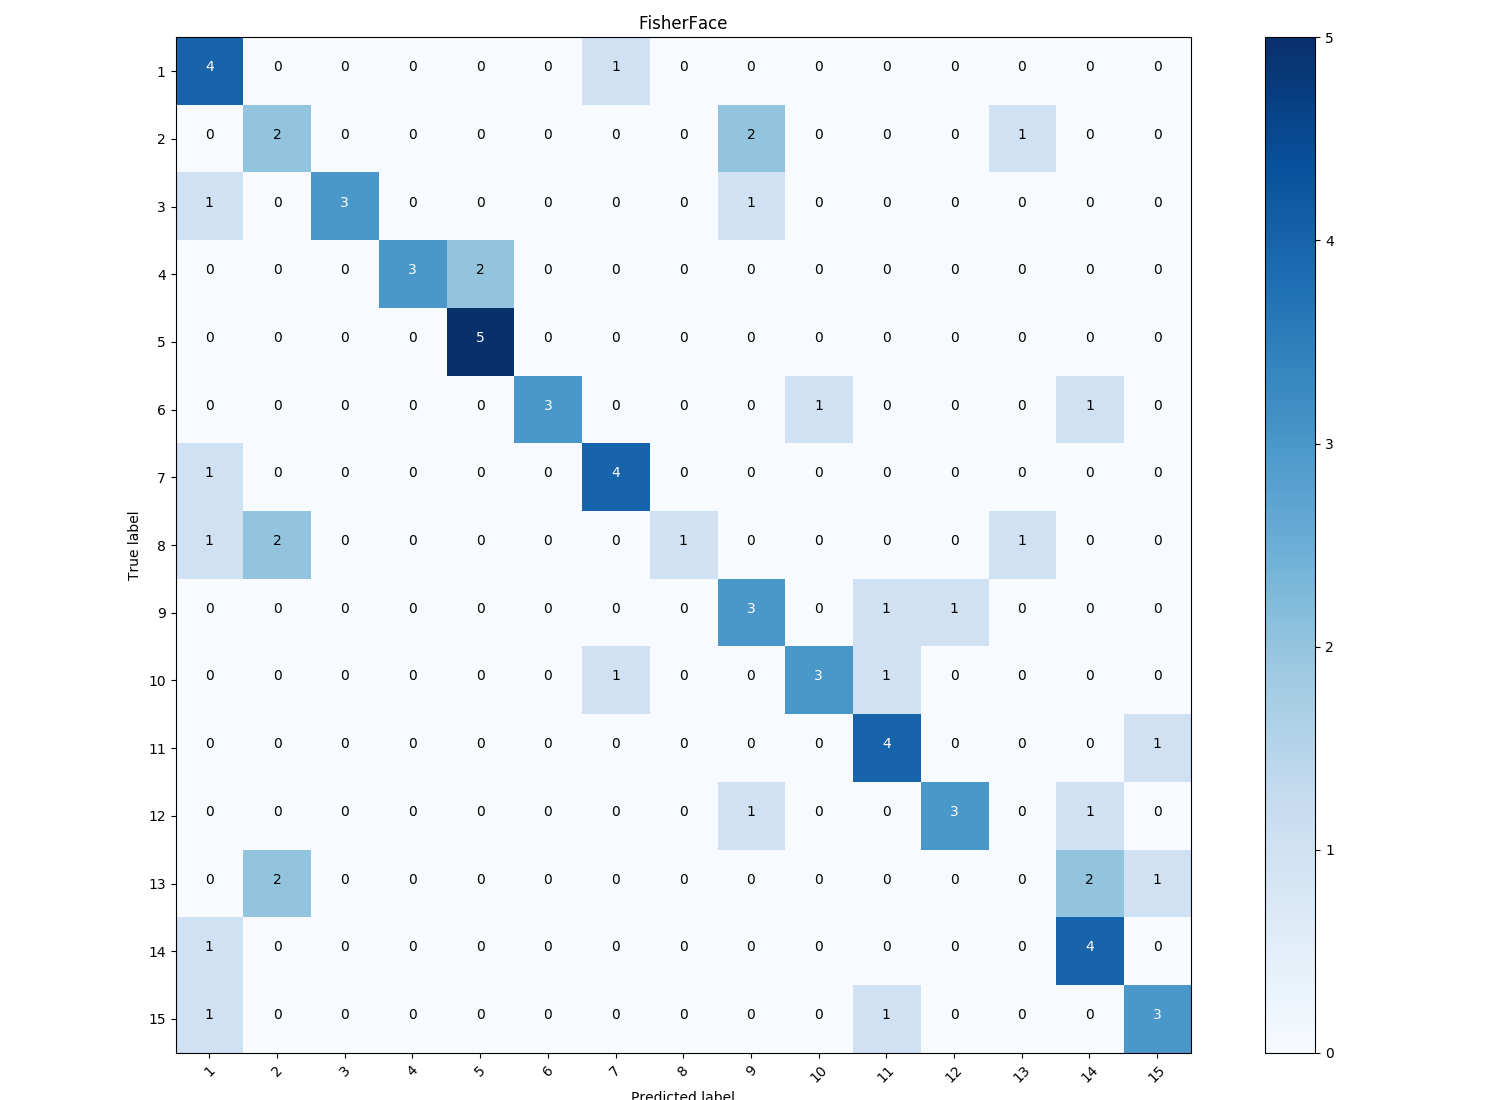 FisherFace
1 4 0 0 0 0 0 1 0 0 0 0 0 0 0 0
2 0 2 0 0 0 0 0 0 2 0 0 0 1 0 0
3 1 0 3 0 0 0 0 0 1 0 0 0 0 0 0
4 0 0 0 3 2 0 0 0 0 0 0 0 0 0 0
5 0 0 0 0 5 0 0 0 0 0 0 0 0 0 0
6 0 0 0 0 0 3 0 0 0 1 0 0 0 1 0
7 1 0 0 0 0 0 4 0 0 0 0 0 0 0 0
8 1 2 0 0 0 0 0 1 0 0 0 0 1 0 0
9 0 0 0 0 0 0 0 0 3 0 1 1 0 0 0
10 0 0 0 0 0 0 1 0 0 3 1 0 0 0 0
11 0 0 0 0 0 0 0 0 0 0 4 0 0 0 1
12 0 0 0 0 0 0 0 0 1 0 0 3 0 1 0
13 0 2 0 0 0 0 0 0 0 0 0 0 0 2 1
14 1 0 0 0 0 0 0 0 0 0 0 0 0 4 0
15 1 0 0 0 0 0 0 0 0 0 1 0 0 0 3
1 2 3 4 5 6 7 8 9 10 11 12 13 14 15
True label
Predicted label
5
4
3
2
1
0